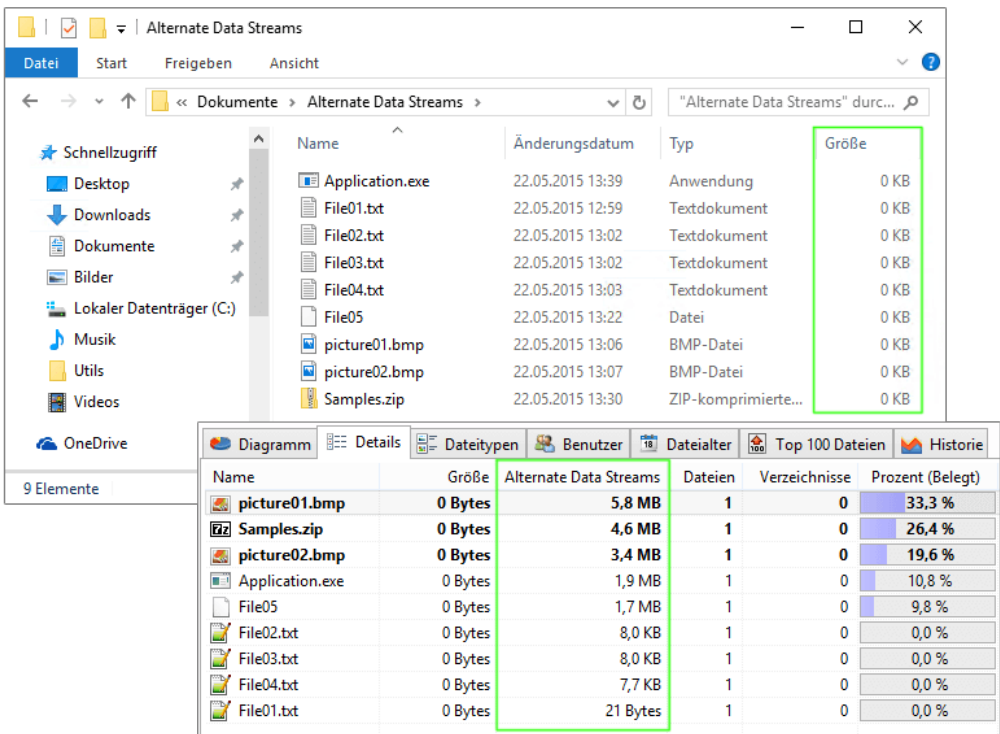 Alternate Data Streams
Datei Start Freigeben Ansicht
« Dokumente › Alternate Data Streams › "Alternate Data Streams" durc...
Schnellzugriff
Desktop
Downloads
Dokumente
Bilder
Lokaler Datenträger (C:)
Musik
Utils
Videos
OneDrive
9 Elemente
Name Änderungsdatum Typ Größe
Application.exe 22.05.2015 13:39 Anwendung 0 KB
File01.txt 22.05.2015 12:59 Textdokument 0 KB
File02.txt 22.05.2015 13:02 Textdokument 0 KB
File03.txt 22.05.2015 13:02 Textdokument 0 KB
File04.txt 22.05.2015 13:03 Textdokument 0 KB
File05 22.05.2015 13:22 Datei 0 KB
picture01.bmp 22.05.2015 13:06 BMP-Datei 0 KB
picture02.bmp 22.05.2015 13:07 BMP-Datei 0 KB
Samples.zip 22.05.2015 13:30 ZIP-komprimierte... 0 KB
Diagramm Details Dateitypen Benutzer 18 Dateialter 100 Top 100 Dateien Historie
Name Größe Alternate Data Streams Dateien Verzeichnisse Prozent (Belegt)
picture01.bmp 0 Bytes 5,8 MB 1 0 33,3 %
7z Samples.zip 0 Bytes 4,6 MB 1 0 26,4 %
picture02.bmp 0 Bytes 3,4 MB 1 0 19,6 %
Application.exe 0 Bytes 1,9 MB 1 0 10,8 %
File05 0 Bytes 1,7 MB 1 0 9,8 %
File02.txt 0 Bytes 8,0 KB 1 0 0,0 %
File03.txt 0 Bytes 8,0 KB 1 0 0,0 %
File04.txt 0 Bytes 7,7 KB 1 0 0,0 %
File01.txt 0 Bytes 21 Bytes 1 0 0,0 %